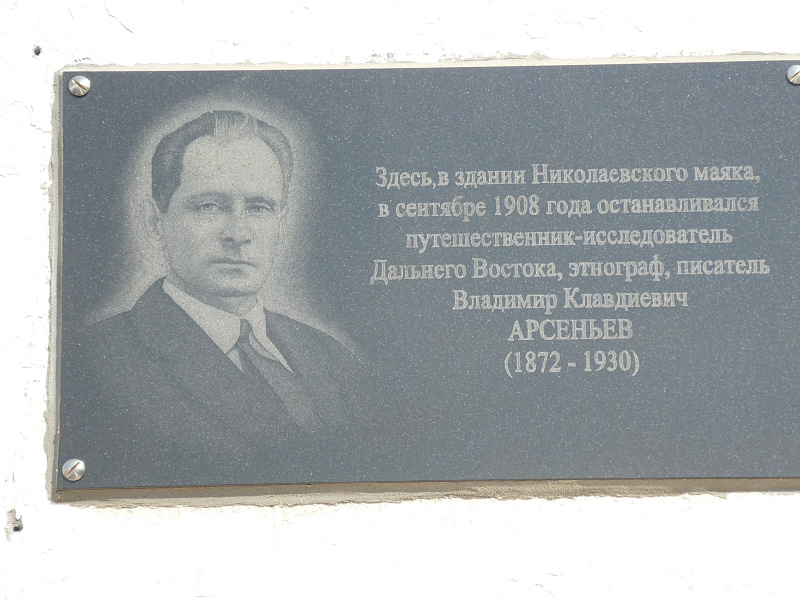 Здесь, в здании Николаевского маяка,
в сентябре 1908 года останавливался
путешественник-исследователь
Дальнего Востока, этнограф, писатель
Владимир Клавдиевич
АРСЕНЬЕВ
(1872 - 1930)